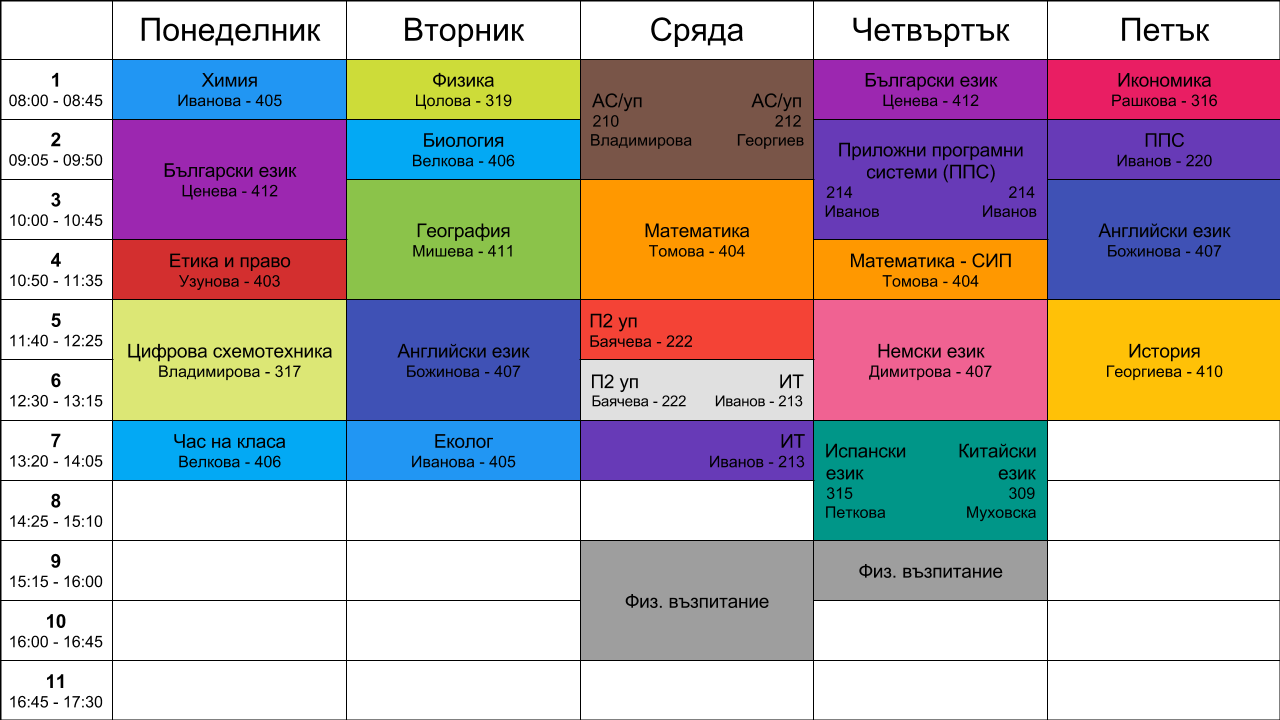 Понеделник Вторник Сряда Четвъртък Петък
1
08:00 - 08:45
Химия
Иванова - 405
Физика
Цолова - 319
АС/уп АС/уп
210 212
Владимирова Георгиев
Български език
Ценева - 412
Икономика
Рашкова - 316
2
09:05 - 09:50
Български език
Ценева - 412
Биология
Велкова - 406
Приложни програмни
системи (ППС)
214 214
Иванов Иванов
ППС
Иванов - 220
3
10:00 - 10:45
География
Мишева - 411
Математика
Томова - 404
Английски език
Божинова - 407
4
10:50 - 11:35
Етика и право
Узунова - 403
Математика - СИП
Томова - 404
5
11:40 - 12:25
Цифрова схемотехника
Владимирова - 317
Английски език
Божинова - 407
П2 уп
Баячева - 222
Немски език
Димитрова - 407
История
Георгиева - 410
6
12:30 - 13:15
П2 уп ИТ
Баячева - 222 Иванов - 213
7
13:20 - 14:05
Час на класа
Велкова - 406
Еколог
Иванова - 405
ИТ
Иванов - 213
Испански Китайски
език език
315 309
Петкова Муховска
8
14:25 - 15:10
9
15:15 - 16:00
Физ. възпитание
Физ. възпитание
10
16:00 - 16:45
11
16:45 - 17:30